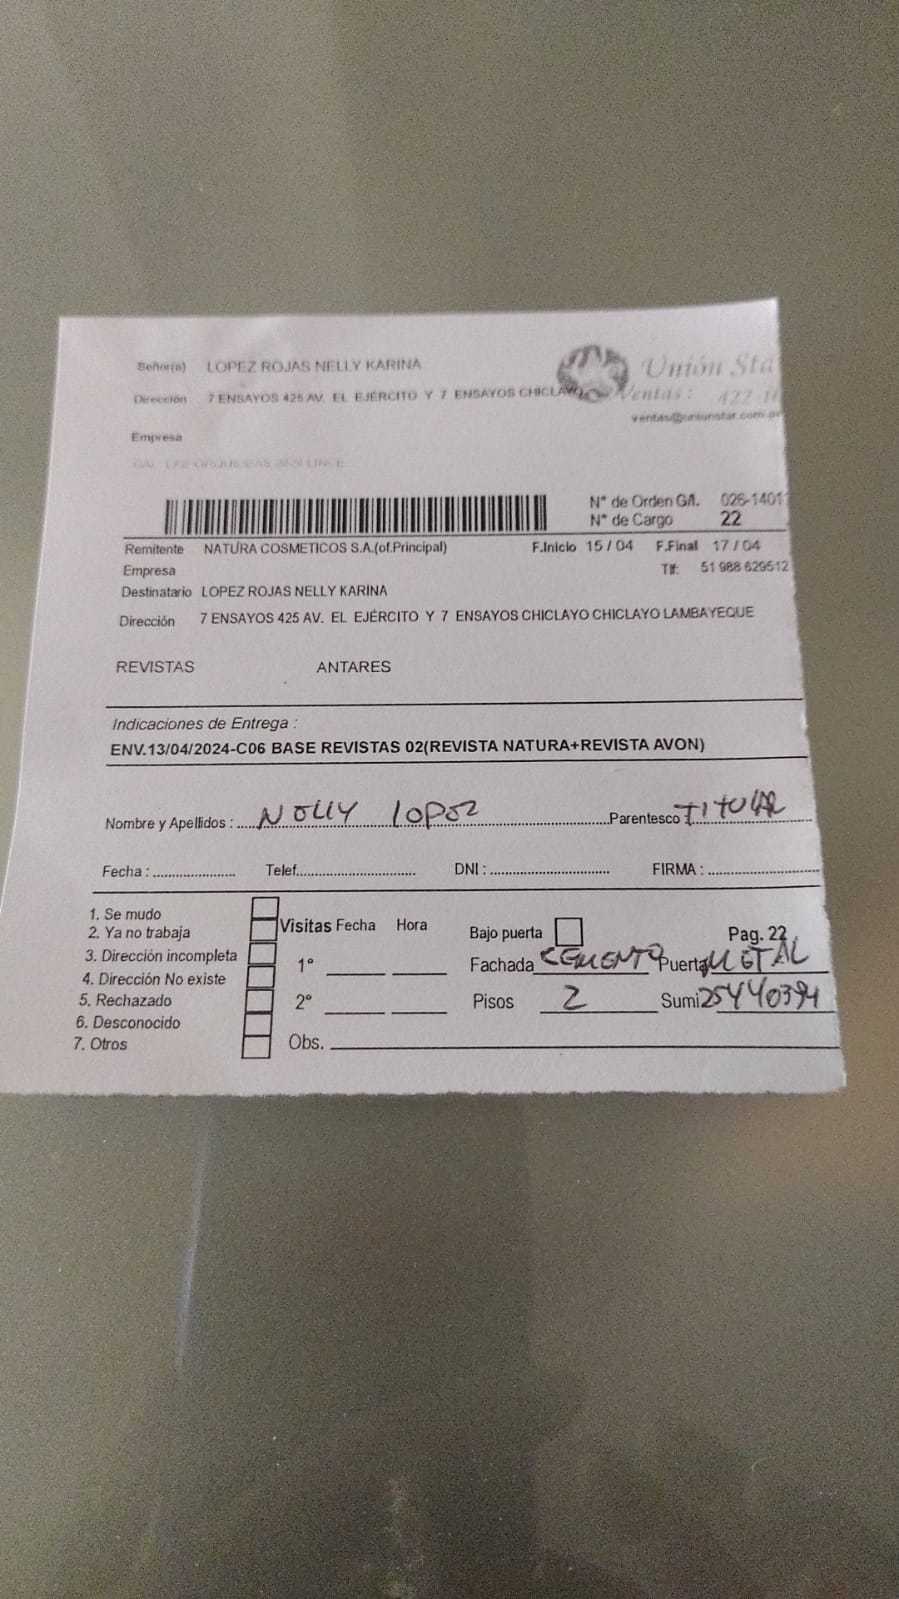 Señor(a) LOPEZ ROJAS NELLY KARINA
Unión Sta
Dirección 7 ENSAYOS 425 AV. EL EJÉRCITO Y 7 ENSAYOS CHICLAYO
Ventas: 422-1
ventas@unionstar.com.pe
Empresa
N° de Orden G/I. 026-1401
N° de Cargo 22
Remitente NATURA COSMETICOS S.A.(of.Principal) F.Inicio 15 / 04 F.Final 17 / 04
Empresa Tlf: 51 988 629512
Destinatario LOPEZ ROJAS NELLY KARINA
Dirección 7 ENSAYOS 425 AV. EL EJÉRCITO Y 7 ENSAYOS CHICLAYO CHICLAYO LAMBAYEQUE
REVISTAS ANTARES
Indicaciones de Entrega :
ENV.13/04/2024-C06 BASE REVISTAS 02(REVISTA NATURA+REVISTA AVON)
Nombre y Apellidos : NELLY LOPEZ Parentesco : TITULAR
Fecha : Telef. DNI : FIRMA :
1. Se mudo
2. Ya no trabaja
3. Dirección incompleta
4. Dirección No existe
5. Rechazado
6. Desconocido
7. Otros
Visitas Fecha Hora
1°
2°
Obs.
Bajo puerta Pag. 22
Fachada CEMENTO Puerta METAL
Pisos 2 Sumi 25440394